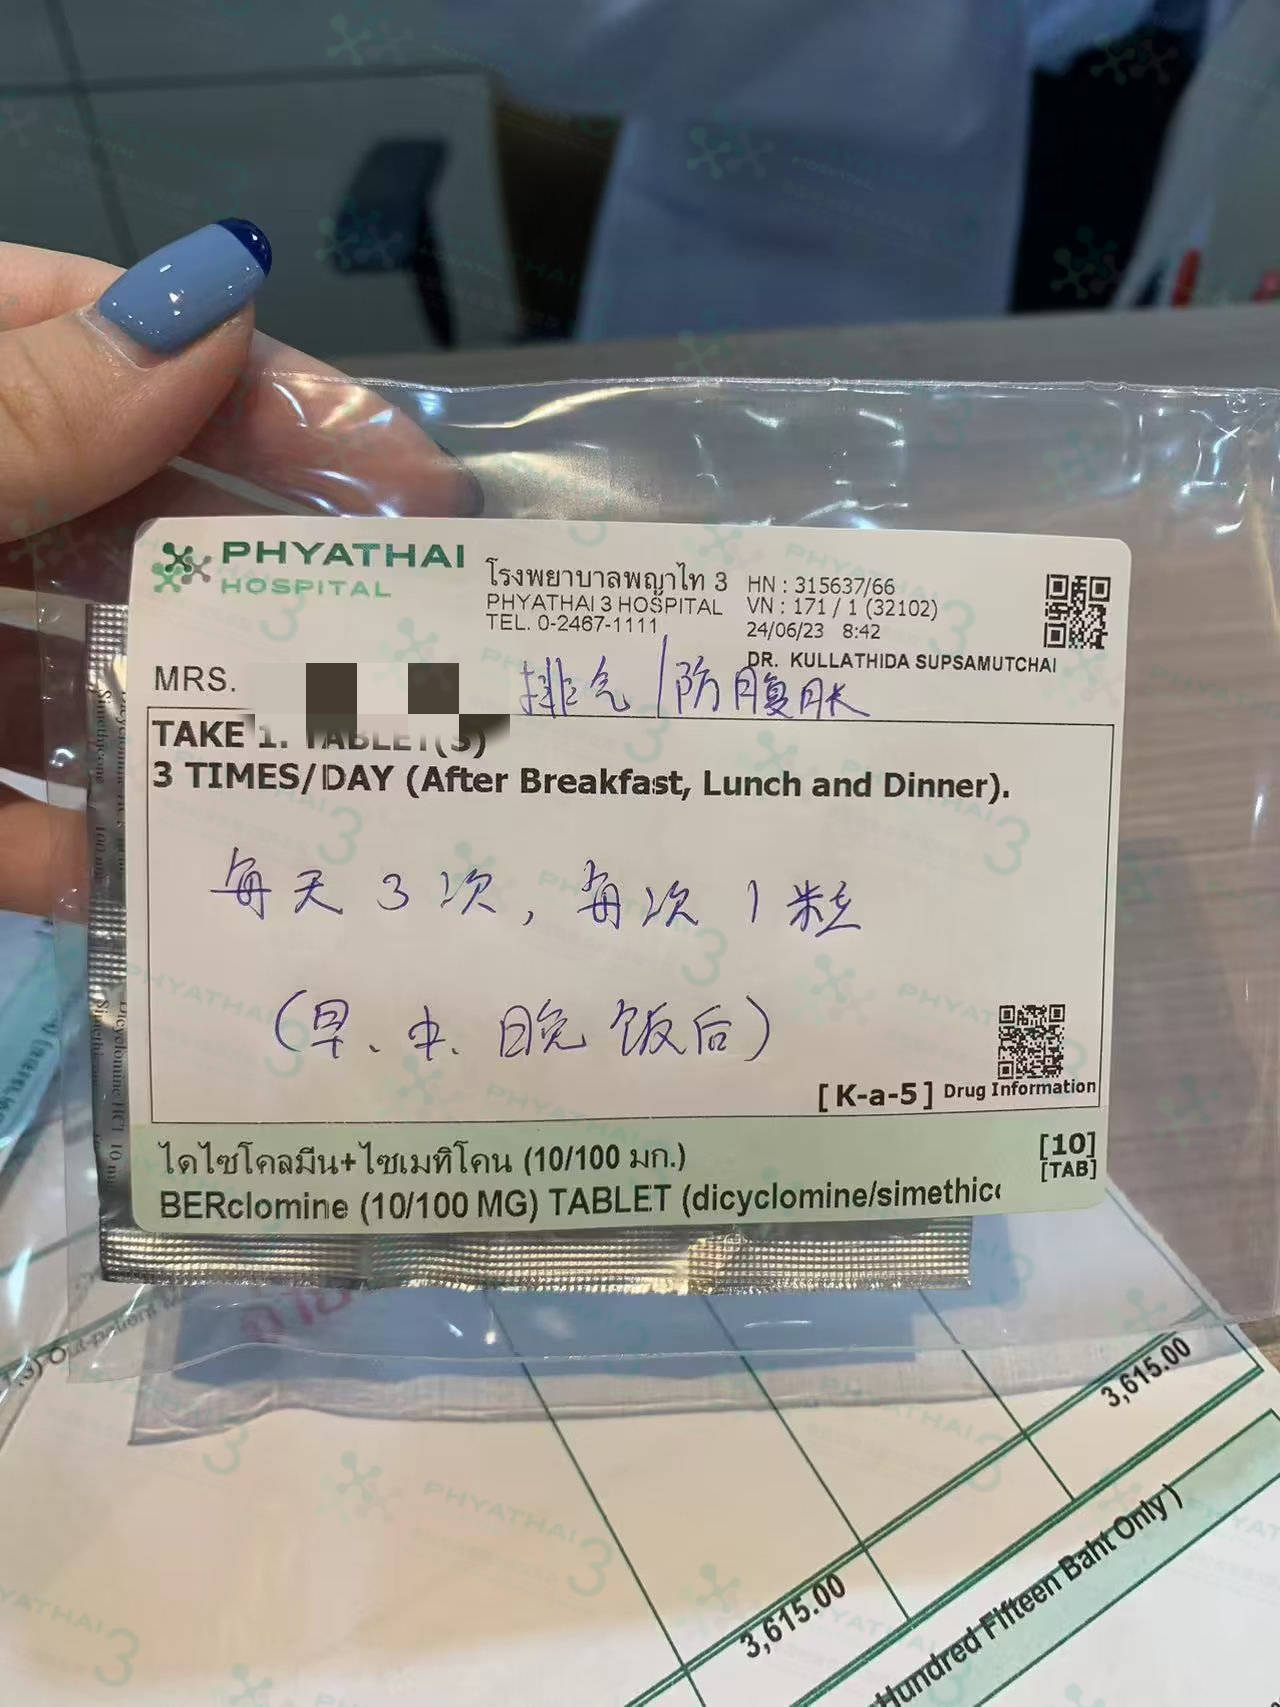 PHYATHAI
HOSPITAL
โรงพยาบาลพญาไท 3
PHYATHAI 3 HOSPITAL
TEL. 0-2467-1111
HN : 315637/66
VN : 171 / 1 (32102)
24/06/23 8:42
DR. KULLATHIDA SUPSAMUTCHAI
MRS.
排气/防腹胀
TAKE 1. TABLET(S)
3 TIMES/DAY (After Breakfast, Lunch and Dinner).
每天3次，每次1粒
（早、中、晚饭后）
[K-a-5] Drug Information
ไดไซโคลมีน+ไซเมทิโคน (10/100 มก.)
[10]
[TAB]
BERclomine (10/100 MG) TABLET (dicyclomine/simethic
Dicyclomine HCl 10 m
Simethicone
3,615.00
3,615.00
Hundred Fifteen Baht Only )